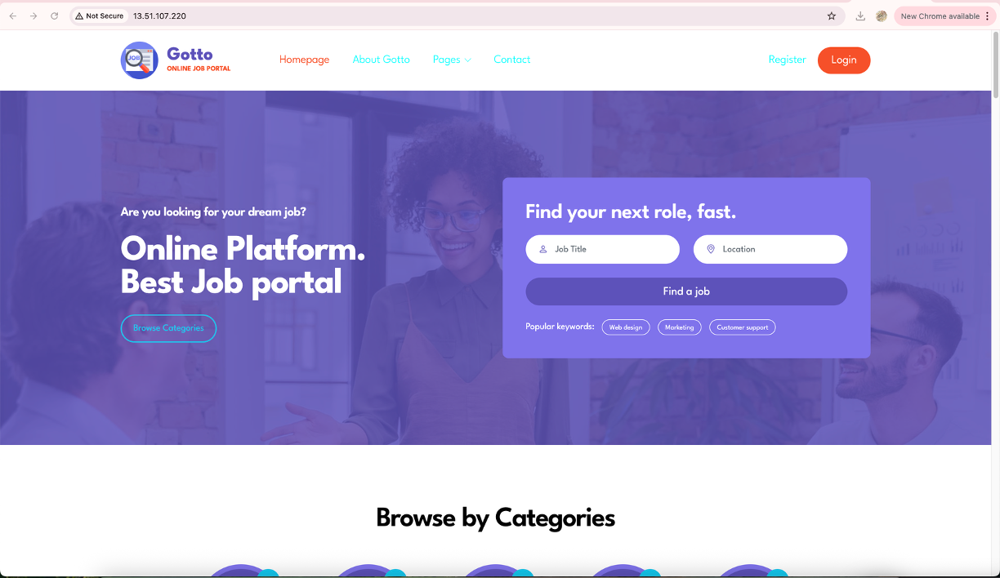 Not Secure
13.51.107.220
New Chrome available
JOB
Gotto
ONLINE JOB PORTAL
Homepage
About Gotto
Pages
Contact
Register
Login
Are you looking for your dream job?
Online Platform.
Best Job portal
Browse Categories
Find your next role, fast.
Job Title
Location
Find a job
Popular keywords:
Web design
Marketing
Customer support
Browse by Categories